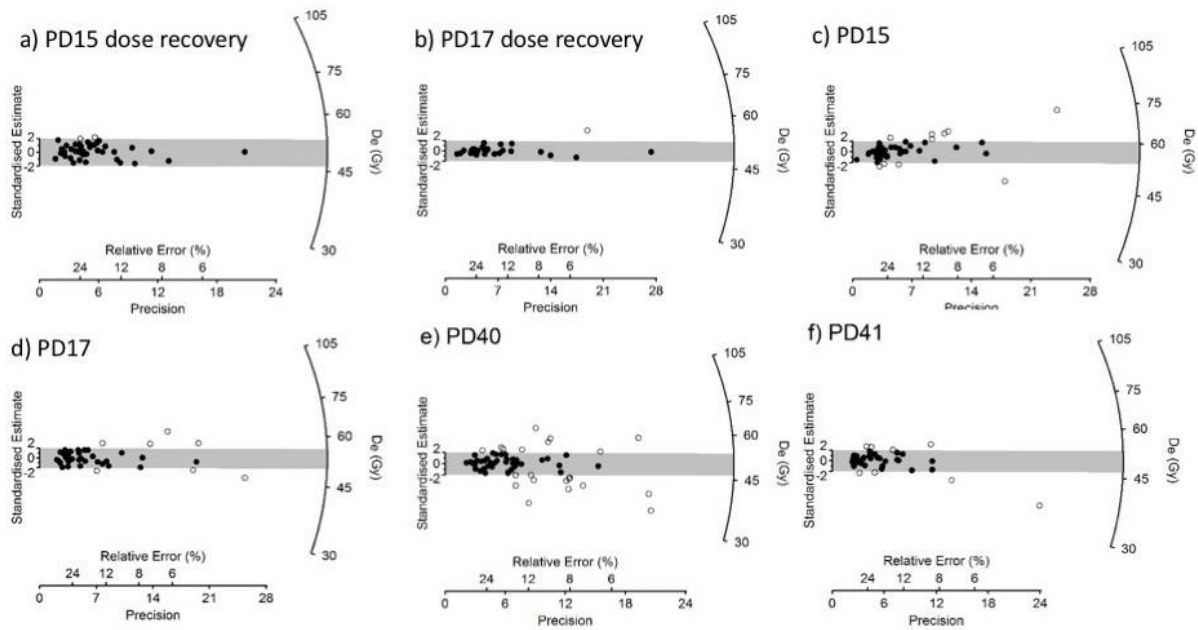 a) PD15 dose recovery
105
75
60
45
30
De (Gy)
Standardised Estimate
2
0
-2
Relative Error (%)
24 12 8 6
0 6 12 18 24
Precision
b) PD17 dose recovery
105
75
60
45
30
De (Gy)
Standardised Estimate
2
0
-2
Relative Error (%)
24 12 8 6
0 7 14 21 28
Precision
c) PD15
105
75
60
45
30
De (Gy)
Standardised Estimate
2
0
-2
Relative Error (%)
24 12 8 6
0 7 14 21 28
Precision
d) PD17
105
75
60
45
30
De (Gy)
Standardised Estimate
2
0
-2
Relative Error (%)
24 12 8 6
0 7 14 21 28
Precision
e) PD40
105
75
60
45
30
De (Gy)
Standardised Estimate
2
0
-2
Relative Error (%)
24 12 8 6
0 6 12 18 24
Precision
f) PD41
105
75
60
45
30
De (Gy)
Standardised Estimate
2
0
-2
Relative Error (%)
24 12 8 6
0 6 12 18 24
Precision